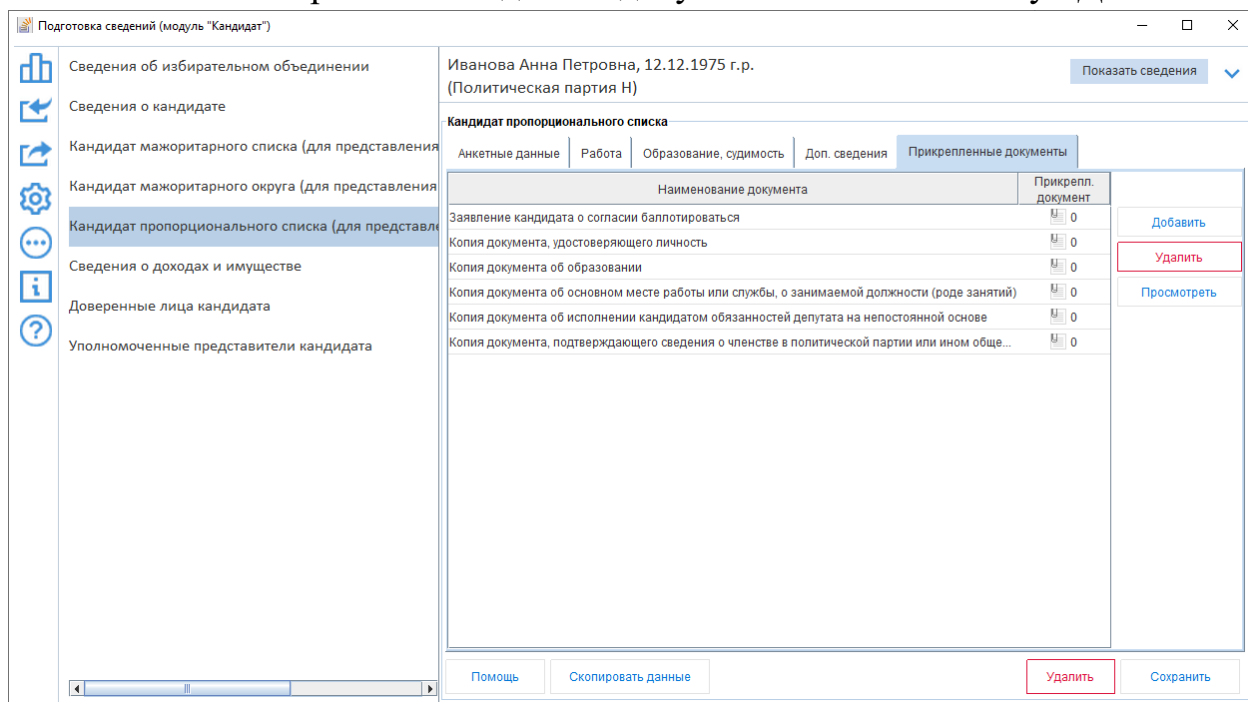 Подготовка сведений (модуль "Кандидат")
Сведения об избирательном объединении
Сведения о кандидате
Кандидат мажоритарного списка (для представления
Кандидат мажоритарного округа (для представления
Кандидат пропорционального списка (для представл
Сведения о доходах и имуществе
Доверенные лица кандидата
Уполномоченные представители кандидата
Иванова Анна Петровна, 12.12.1975 г.р.
(Политическая партия Н)
Показать сведения
Кандидат пропорционального списка
Анкетные данные Работа Образование, судимость Доп. сведения Прикрепленные документы
Наименование документа Прикрепл. документ
Заявление кандидата о согласии баллотироваться 0
Копия документа, удостоверяющего личность 0
Копия документа об образовании 0
Копия документа об основном месте работы или службы, о занимаемой должности (роде занятий) 0
Копия документа об исполнении кандидатом обязанностей депутата на непостоянной основе 0
Копия документа, подтверждающего сведения о членстве в политической партии или ином обще... 0
Добавить
Удалить
Просмотреть
Помощь Скопировать данные Удалить Сохранить